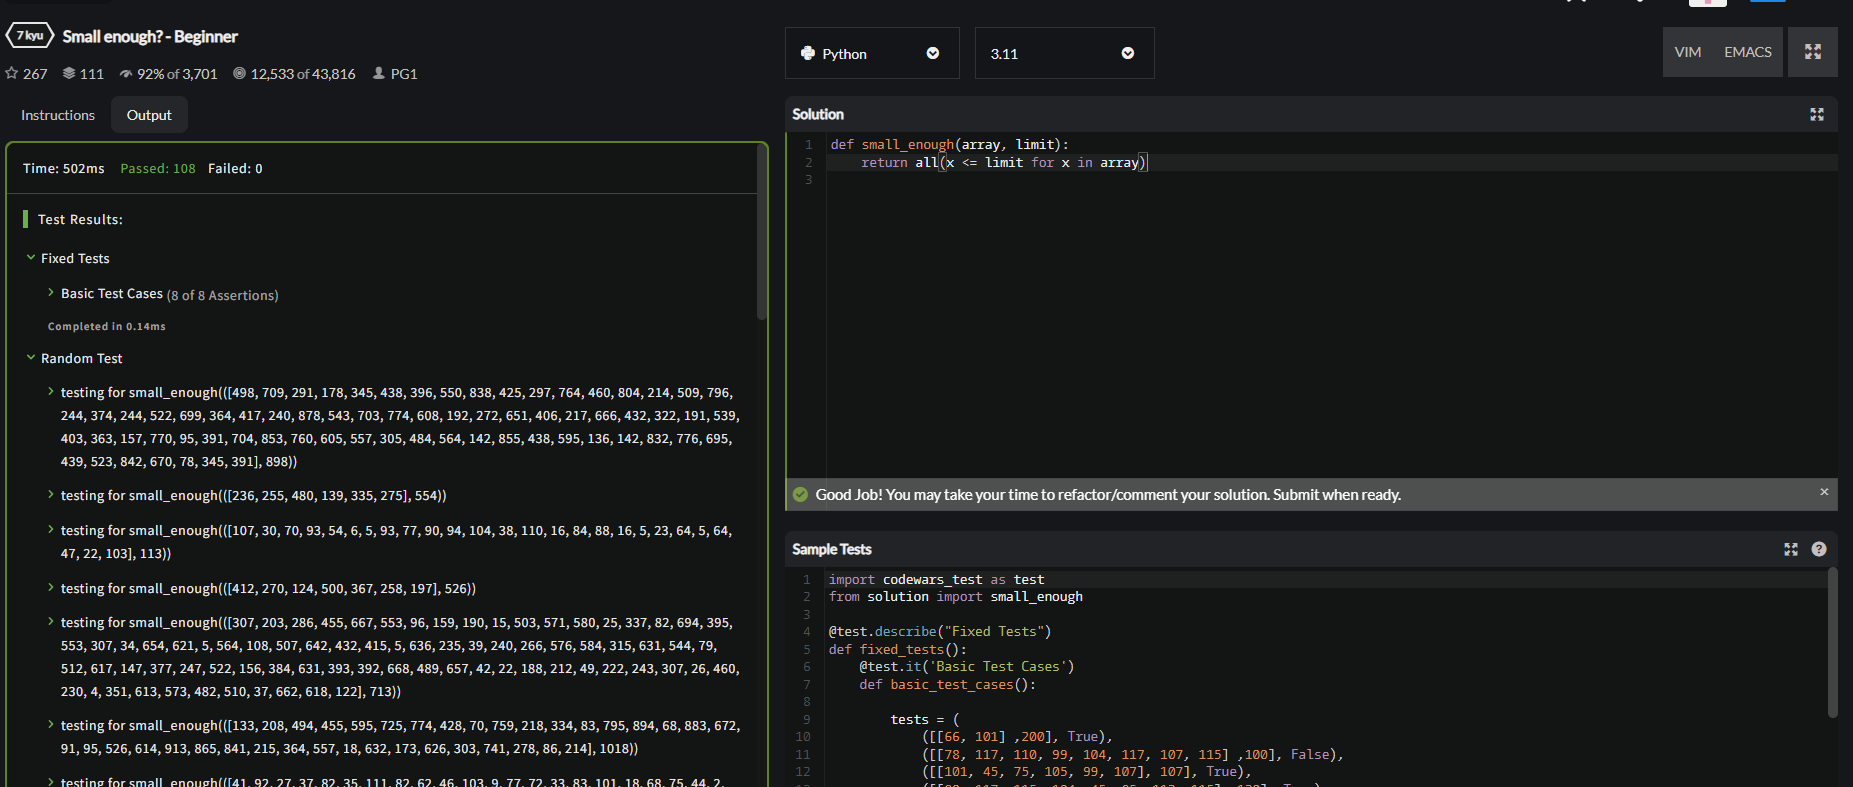 7 kyu Small enough? - Beginner
267 111 92% of 3,701 12,533 of 43,816 PG1
Instructions Output
Time: 502ms Passed: 108 Failed: 0
Test Results:
Fixed Tests
Basic Test Cases (8 of 8 Assertions)
Completed in 0.14ms
Random Test
testing for small_enough(([498, 709, 291, 178, 345, 438, 396, 550, 838, 425, 297, 764, 460, 804, 214, 509, 796,
244, 374, 244, 522, 699, 364, 417, 240, 878, 543, 703, 774, 608, 192, 272, 651, 406, 217, 666, 432, 322, 191, 539,
403, 363, 157, 770, 95, 391, 704, 853, 760, 605, 557, 305, 484, 564, 142, 855, 438, 595, 136, 142, 832, 776, 695,
439, 523, 842, 670, 78, 345, 391], 898))
testing for small_enough(([236, 255, 480, 139, 335, 275], 554))
testing for small_enough(([107, 30, 70, 93, 54, 6, 5, 93, 77, 90, 94, 104, 38, 110, 16, 84, 88, 16, 5, 23, 64, 5, 64,
47, 22, 103], 113))
testing for small_enough(([412, 270, 124, 500, 367, 258, 197], 526))
testing for small_enough(([307, 203, 286, 455, 667, 553, 96, 159, 190, 15, 503, 571, 580, 25, 337, 82, 694, 395,
553, 307, 34, 654, 621, 5, 564, 108, 507, 642, 432, 415, 5, 636, 235, 39, 240, 266, 576, 584, 315, 631, 544, 79,
512, 617, 147, 377, 247, 522, 156, 384, 631, 393, 392, 668, 489, 657, 42, 22, 188, 212, 49, 222, 243, 307, 26, 460,
230, 4, 351, 613, 573, 482, 510, 37, 662, 618, 122], 713))
testing for small_enough(([133, 208, 494, 455, 595, 725, 774, 428, 70, 759, 218, 334, 83, 795, 894, 68, 883, 672,
91, 95, 526, 614, 913, 865, 841, 215, 364, 557, 18, 632, 173, 626, 303, 741, 278, 86, 214], 1018))
testing for small_enough(([41, 92, 27, 37, 82, 35, 111, 82, 62, 46, 103, 9, 77, 72, 33, 83, 101, 18, 68, 75, 44, 2,
Python 3.11 VIM EMACS
Solution
1 def small_enough(array, limit):
2 return all(x <= limit for x in array)
3
Good Job! You may take your time to refactor/comment your solution. Submit when ready.
Sample Tests
1 import codewars_test as test
2 from solution import small_enough
3
4 @test.describe("Fixed Tests")
5 def fixed_tests():
6 @test.it('Basic Test Cases')
7 def basic_test_cases():
8
9 tests = (
10 ([[66, 101] ,200], True),
11 ([[78, 117, 110, 99, 104, 117, 107, 115] ,100], False),
12 ([[101, 45, 75, 105, 99, 107], 107], True),